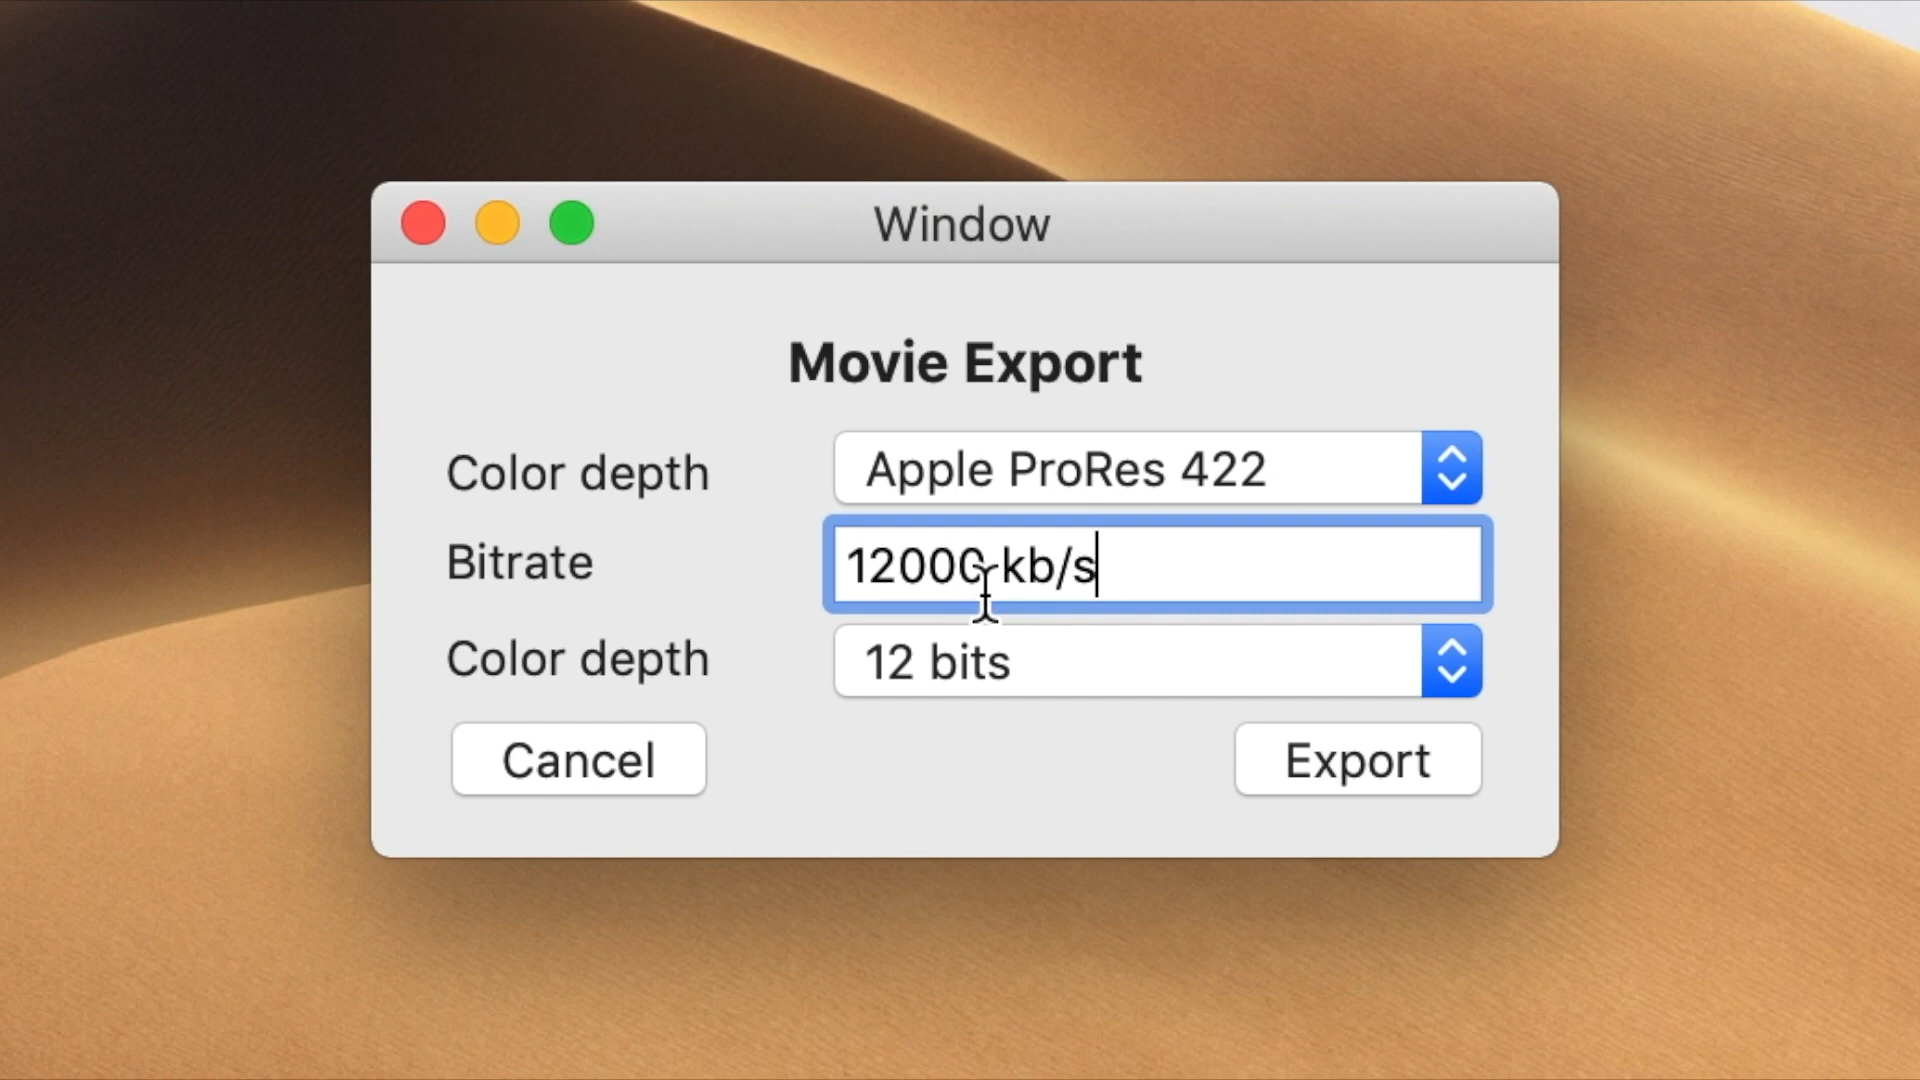 Window
Movie Export
Color depth Apple ProRes 422
Bitrate 12000 kb/s
Color depth 12 bits
Cancel Export